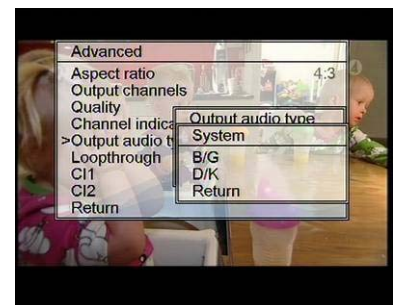 Advanced
Aspect ratio 4:3
Output channels
Quality
Channel indica
>Output audio t
Loopthrough
CI1
CI2
Return
Output audio type
System
B/G
D/K
Return
4